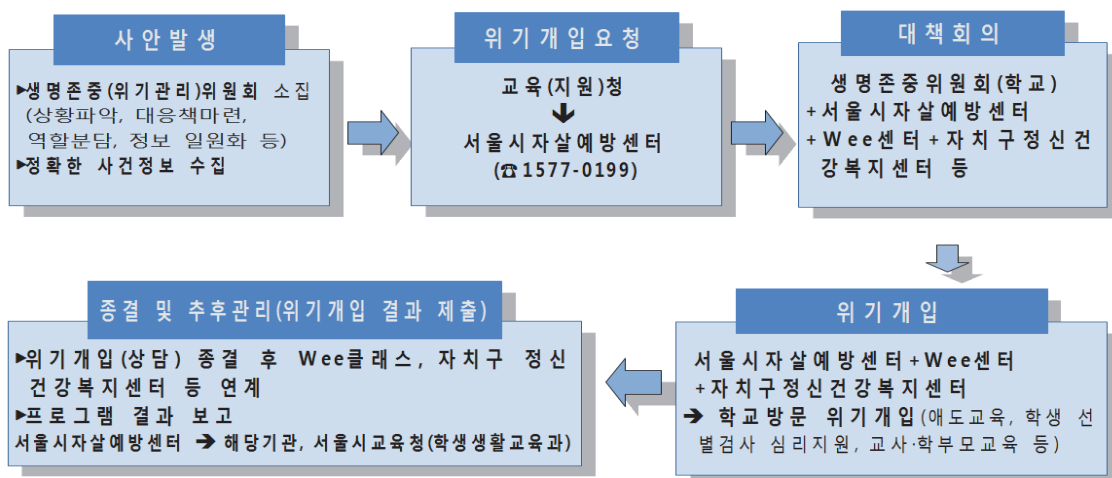 사안발생
▶생명존중(위기관리)위원회 소집
(상황파악, 대응책마련,
역할분담, 정보 일원화 등)
▶정확한 사건정보 수집
위기개입요청
교육(지원)청
🡻
서울시자살예방센터
(☎1577-0199)
대책회의
생명존중위원회(학교)
+서울시자살예방센터
+Wee센터+자치구정신건
강복지센터 등
위기개입
서울시자살예방센터+Wee센터
+자치구정신건강복지센터
➔ 학교방문 위기개입(애도교육, 학생 선
별검사 심리지원, 교사·학부모교육 등)
종결 및 추후관리(위기개입 결과 제출)
▶위기개입(상담) 종결 후 Wee클래스, 자치구 정신
건강복지센터 등 연계
▶프로그램 결과 보고
서울시자살예방센터 ➔ 해당기관, 서울시교육청(학생생활교육과)